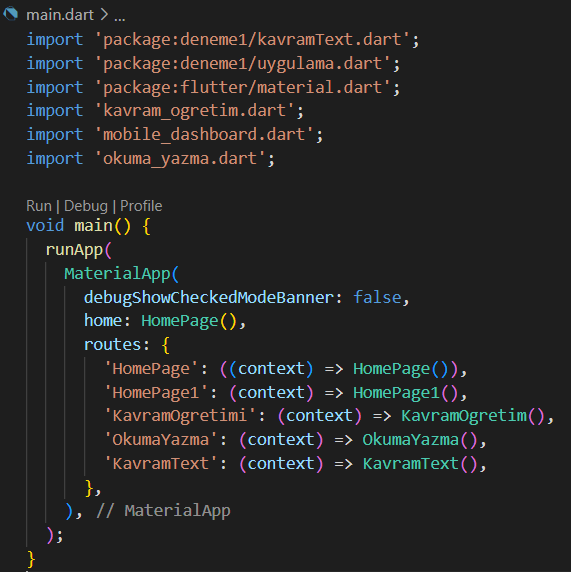 main.dart > ...
import 'package:deneme1/kavramText.dart';
import 'package:deneme1/uygulama.dart';
import 'package:flutter/material.dart';
import 'kavram_ogretim.dart';
import 'mobile_dashboard.dart';
import 'okuma_yazma.dart';
Run | Debug | Profile
void main() {
  runApp(
    MaterialApp(
      debugShowCheckedModeBanner: false,
      home: HomePage(),
      routes: {
        'HomePage': ((context) => HomePage()),
        'HomePage1': (context) => HomePage1(),
        'KavramOgretimi': (context) => KavramOgretim(),
        'OkumaYazma': (context) => OkumaYazma(),
        'KavramText': (context) => KavramText(),
      },
    ), // MaterialApp
  );
}